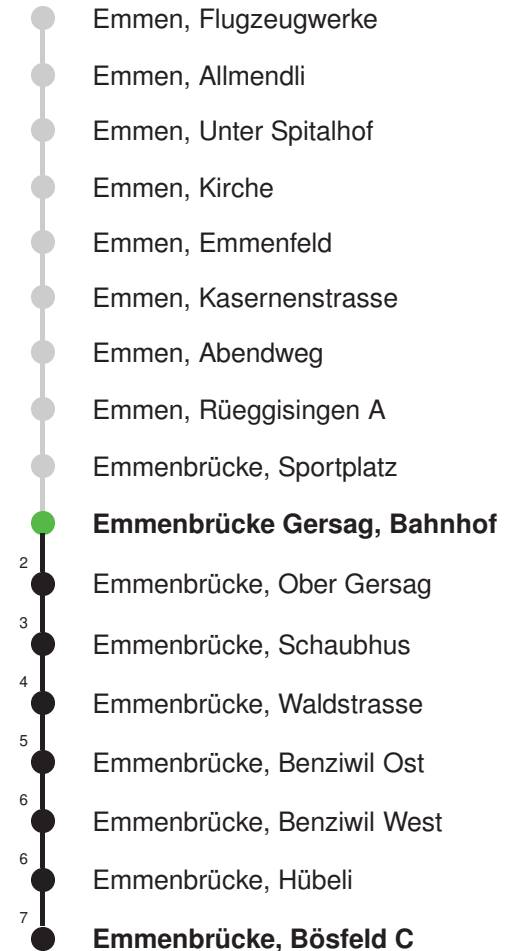 Emmen, Flugzeugwerke
Emmen, Allmendli
Emmen, Unter Spitalhof
Emmen, Kirche
Emmen, Emmenfeld
Emmen, Kasernenstrasse
Emmen, Abendweg
Emmen, Rüeggisingen A
Emmenbrücke, Sportplatz
Emmenbrücke Gersag, Bahnhof
2 Emmenbrücke, Ober Gersag
3 Emmenbrücke, Schaubhus
4 Emmenbrücke, Waldstrasse
5 Emmenbrücke, Benziwil Ost
6 Emmenbrücke, Benziwil West
6 Emmenbrücke, Hübeli
7 Emmenbrücke, Bösfeld C